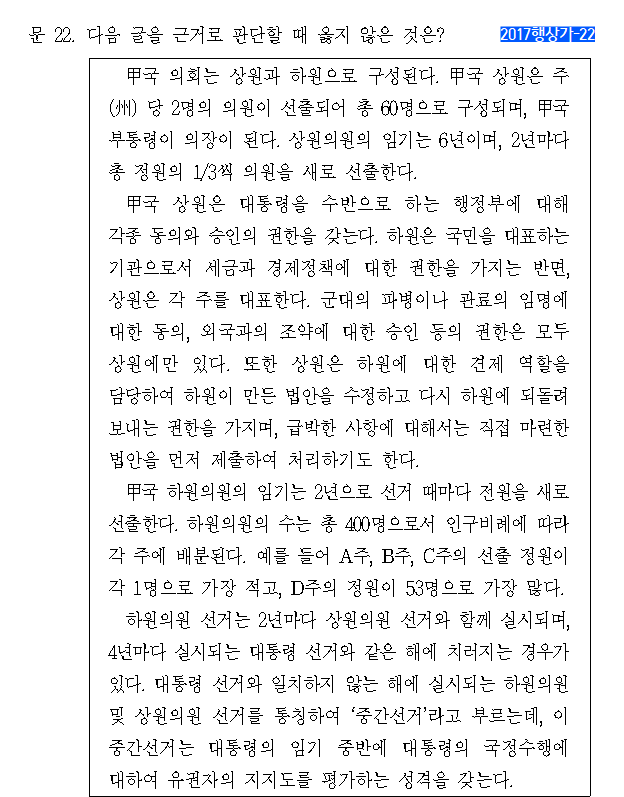 문 22. 다음 글을 근거로 판단할 때 옳지 않은 것은? 2017행상가-22
甲국 의회는 상원과 하원으로 구성된다. 甲국 상원은 주
(州) 당 2명의 의원이 선출되어 총 60명으로 구성되며, 甲국
부통령이 의장이 된다. 상원의원의 임기는 6년이며, 2년마다
총 정원의 1/3씩 의원을 새로 선출한다.
甲국 상원은 대통령을 수반으로 하는 행정부에 대해
각종 동의와 승인의 권한을 갖는다. 하원은 국민을 대표하는
기관으로서 세금과 경제정책에 대한 권한을 가지는 반면,
상원은 각 주를 대표한다. 군대의 파병이나 관료의 임명에
대한 동의, 외국과의 조약에 대한 승인 등의 권한은 모두
상원에만 있다. 또한 상원은 하원에 대한 견제 역할을
담당하여 하원이 만든 법안을 수정하고 다시 하원에 되돌려
보내는 권한을 가지며, 급박한 사항에 대해서는 직접 마련한
법안을 먼저 제출하여 처리하기도 한다.
甲국 하원의원의 임기는 2년으로 선거 때마다 전원을 새로
선출한다. 하원의원의 수는 총 400명으로서 인구비례에 따라
각 주에 배분된다. 예를 들어 A주, B주, C주의 선출 정원이
각 1명으로 가장 적고, D주의 정원이 53명으로 가장 많다.
하원의원 선거는 2년마다 상원의원 선거와 함께 실시되며,
4년마다 실시되는 대통령 선거와 같은 해에 치러지는 경우가
있다. 대통령 선거와 일치하지 않는 해에 실시되는 하원의원
및 상원의원 선거를 통칭하여 ‘중간선거’라고 부르는데, 이
중간선거는 대통령의 임기 중반에 대통령의 국정수행에
대하여 유권자의 지지도를 평가하는 성격을 갖는다.